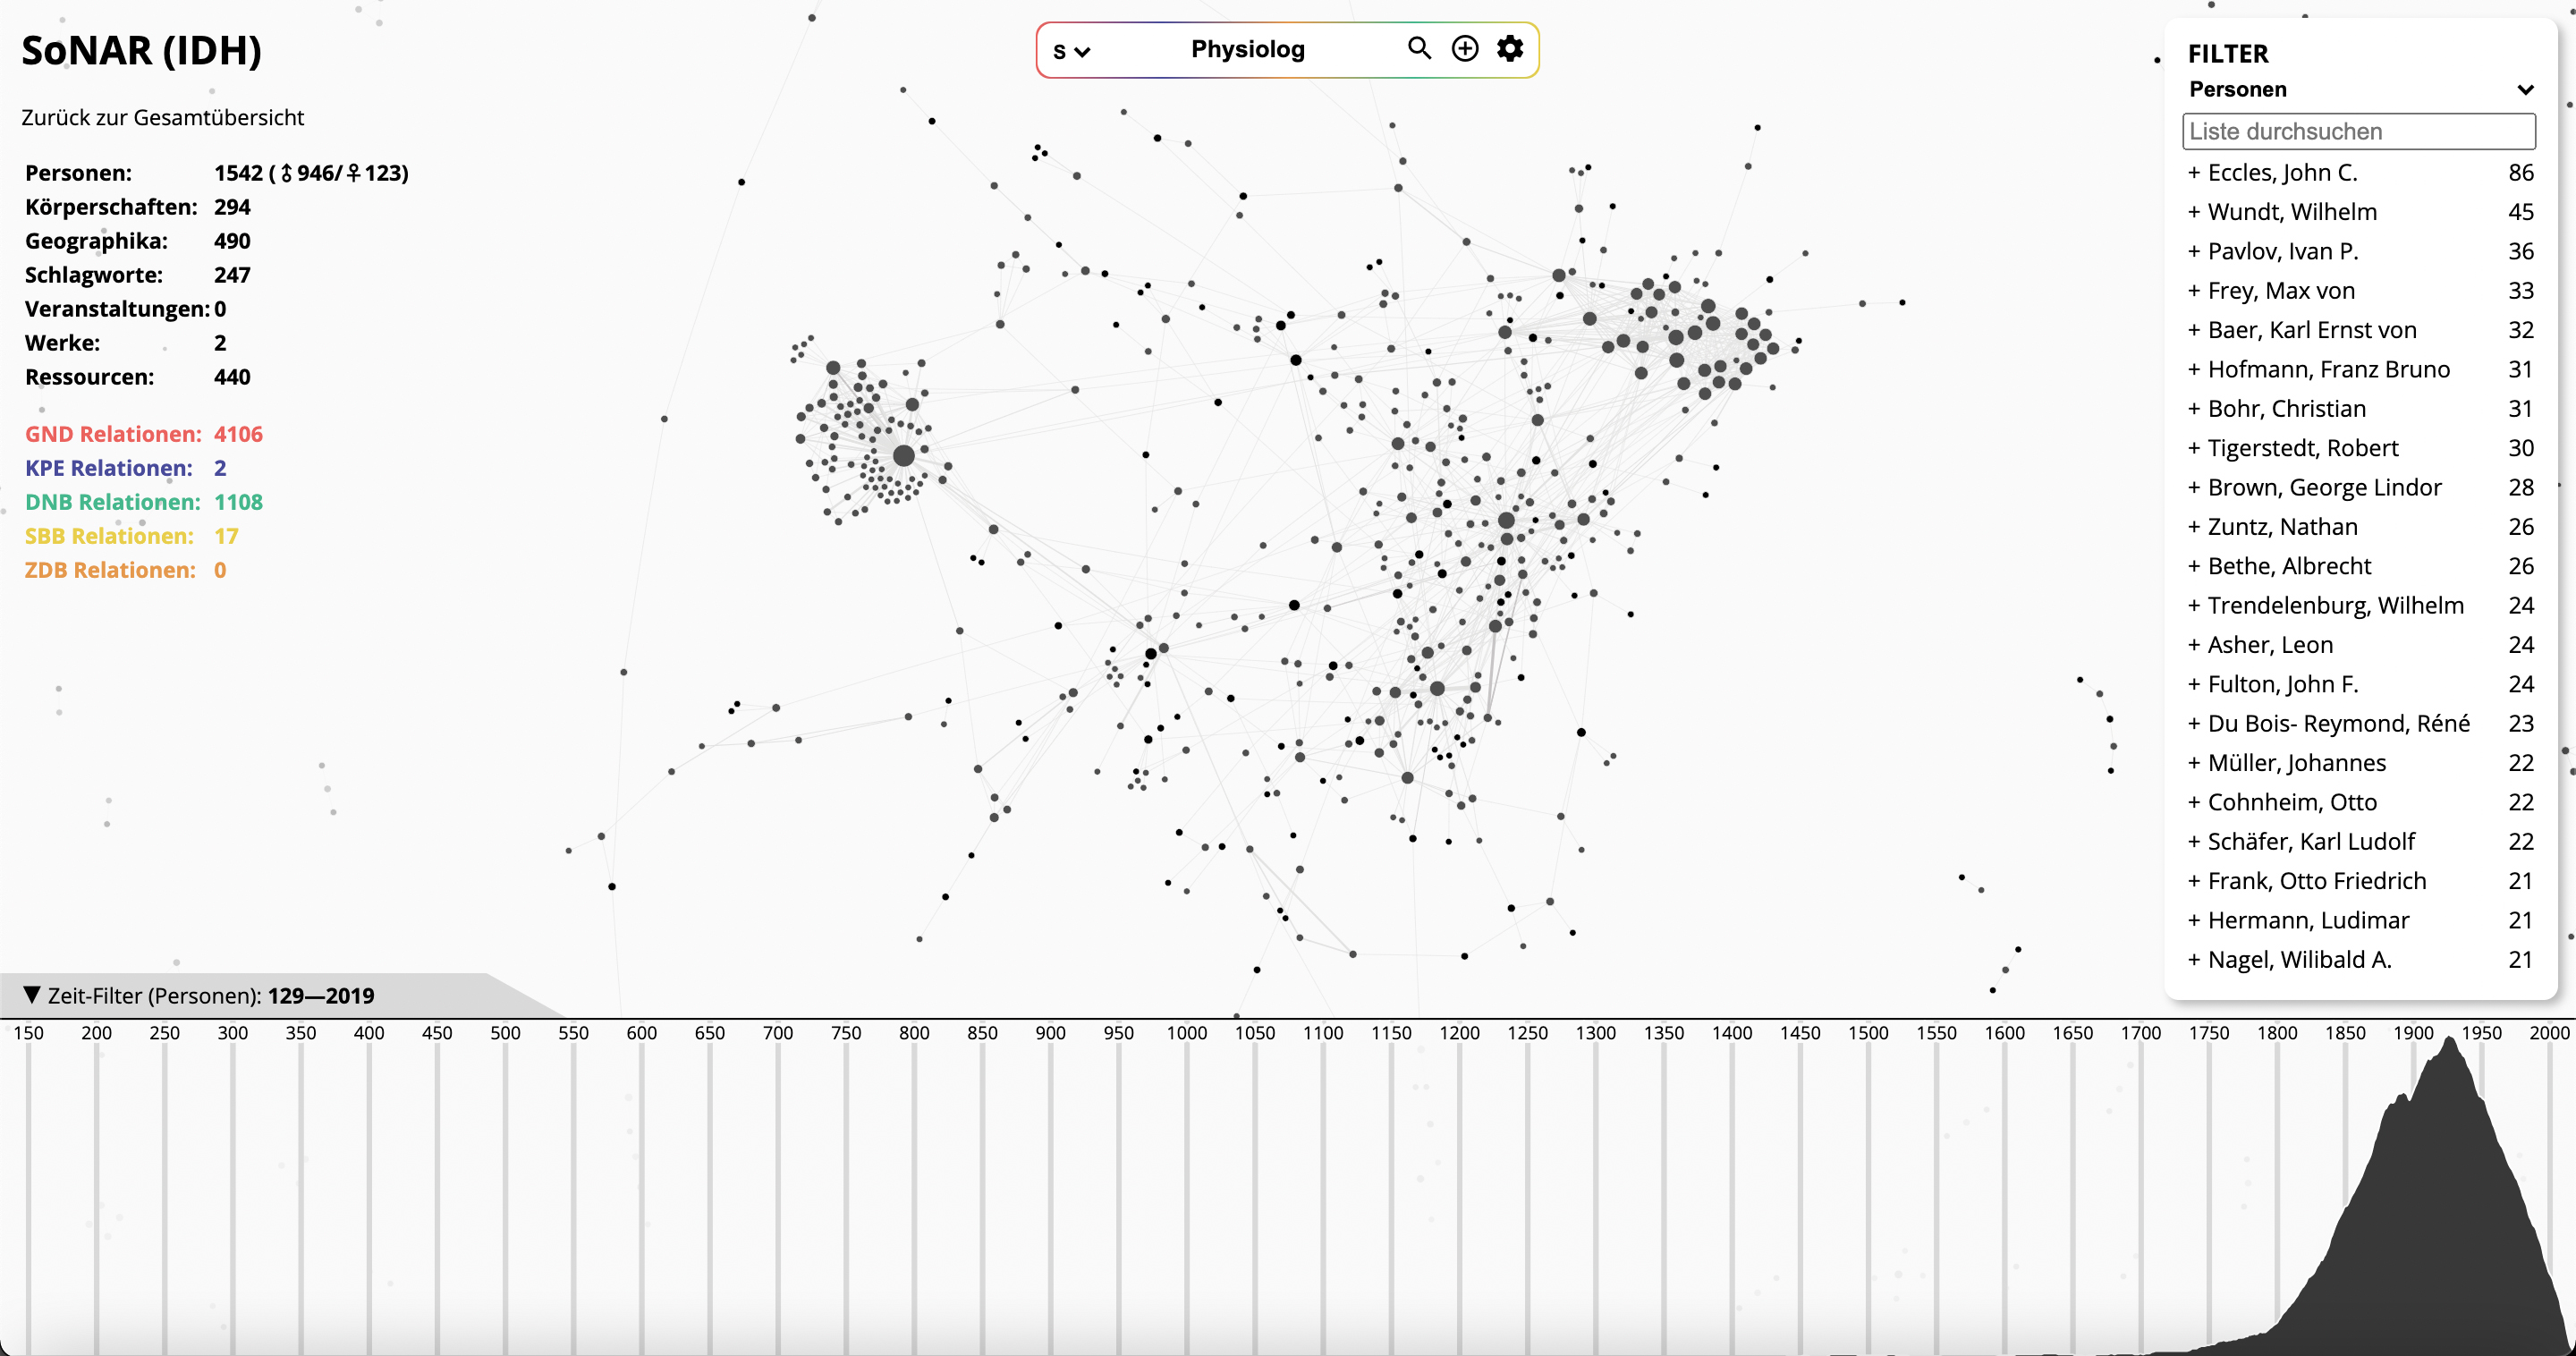 SoNAR (IDH)
Zurück zur Gesamtübersicht
Personen: 1542 (⚨946/♀123)
Körperschaften: 294
Geographika: 490
Schlagworte: 247
Veranstaltungen: 0
Werke: 2
Ressourcen: 440
GND Relationen: 4106
KPE Relationen: 2
DNB Relationen: 1108
SBB Relationen: 17
ZDB Relationen: 0
S Physiolog
FILTER
Personen
Liste durchsuchen
+ Eccles, John C. 86
+ Wundt, Wilhelm 45
+ Pavlov, Ivan P. 36
+ Frey, Max von 33
+ Baer, Karl Ernst von 32
+ Hofmann, Franz Bruno 31
+ Bohr, Christian 31
+ Tigerstedt, Robert 30
+ Brown, George Lindor 28
+ Zuntz, Nathan 26
+ Bethe, Albrecht 26
+ Trendelenburg, Wilhelm 24
+ Asher, Leon 24
+ Fulton, John F. 24
+ Du Bois- Reymond, Réné 23
+ Müller, Johannes 22
+ Cohnheim, Otto 22
+ Schäfer, Karl Ludolf 22
+ Frank, Otto Friedrich 21
+ Hermann, Ludimar 21
+ Nagel, Wilibald A. 21
▼ Zeit-Filter (Personen): 129—2019
150 200 250 300 350 400 450 500 550 600 650 700 750 800 850 900 950 1000 1050 1100 1150 1200 1250 1300 1350 1400 1450 1500 1550 1600 1650 1700 1750 1800 1850 1900 1950 2000